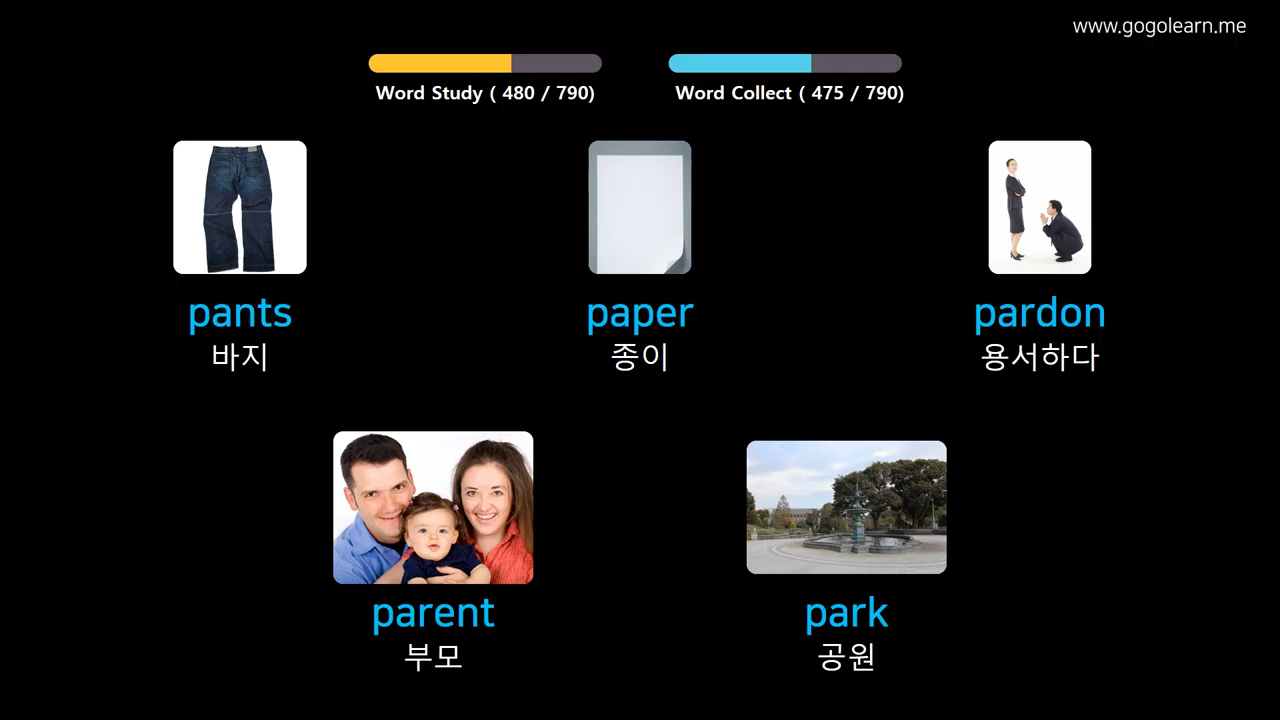 www.gogolearn.me
Word Study ( 480 / 790)
Word Collect ( 475 / 790)
pants
바지
paper
종이
pardon
용서하다
parent
부모
park
공원